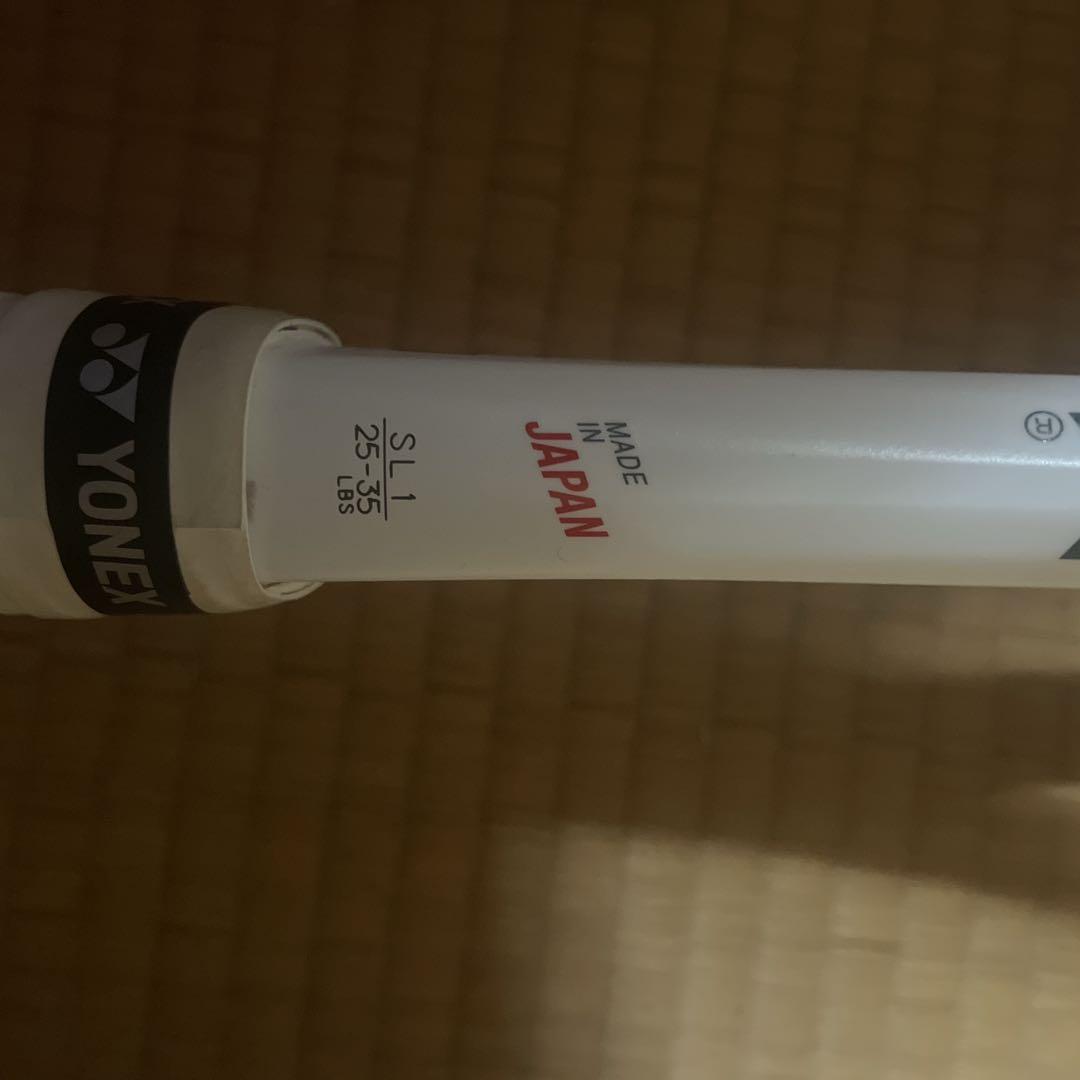 YONEX
SL1
25-35
LBS
MADE
IN
JAPAN
®